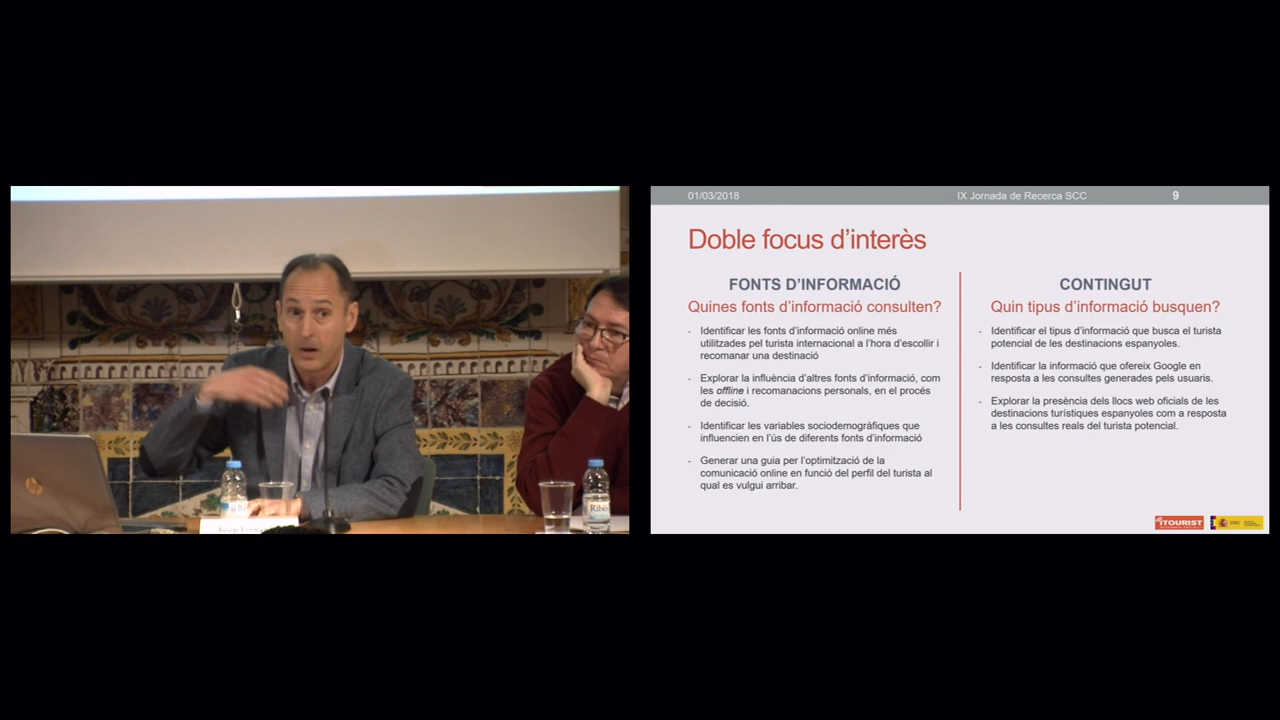 01/03/2018
IX Jornada de Recerca SCC
9
Doble focus d'interès
FONTS D'INFORMACIÓ
Quines fonts d'informació consulten?
- Identificar les fonts d'informació online més
utilitzades pel turista internacional a l'hora d'escollir i
recomanar una destinació
- Explorar la influència d'altres fonts d'informació, com
les offline i recomanacions personals, en el procés
de decisió.
- Identificar les variables sociodemogràfiques que
influencien en l'ús de diferents fonts d'informació
- Generar una guia per l'optimització de la
comunicació online en funció del perfil del turista al
qual es vulgui arribar.
CONTINGUT
Quin tipus d'informació busquen?
- Identificar el tipus d'informació que busca el turista
potencial de les destinacions espanyoles.
- Identificar la informació que ofereix Google en
resposta a les consultes generades pels usuaris.
- Explorar la presència dels llocs web oficials de les
destinacions turístiques espanyoles com a resposta
a les consultes reals del turista potencial.
ITOURIST
Ribes
hp